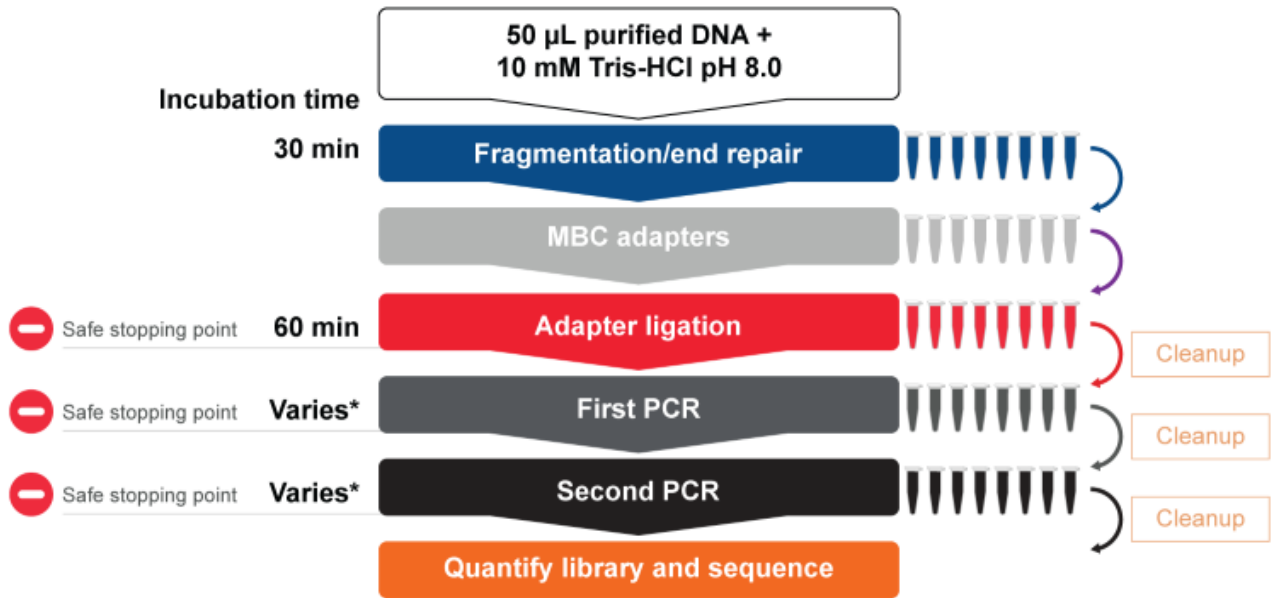 50 µL purified DNA +
10 mM Tris-HCl pH 8.0
Incubation time
30 min
Fragmentation/end repair
MBC adapters
Safe stopping point
60 min
Adapter ligation
Cleanup
Safe stopping point
Varies*
First PCR
Cleanup
Safe stopping point
Varies*
Second PCR
Cleanup
Quantify library and sequence